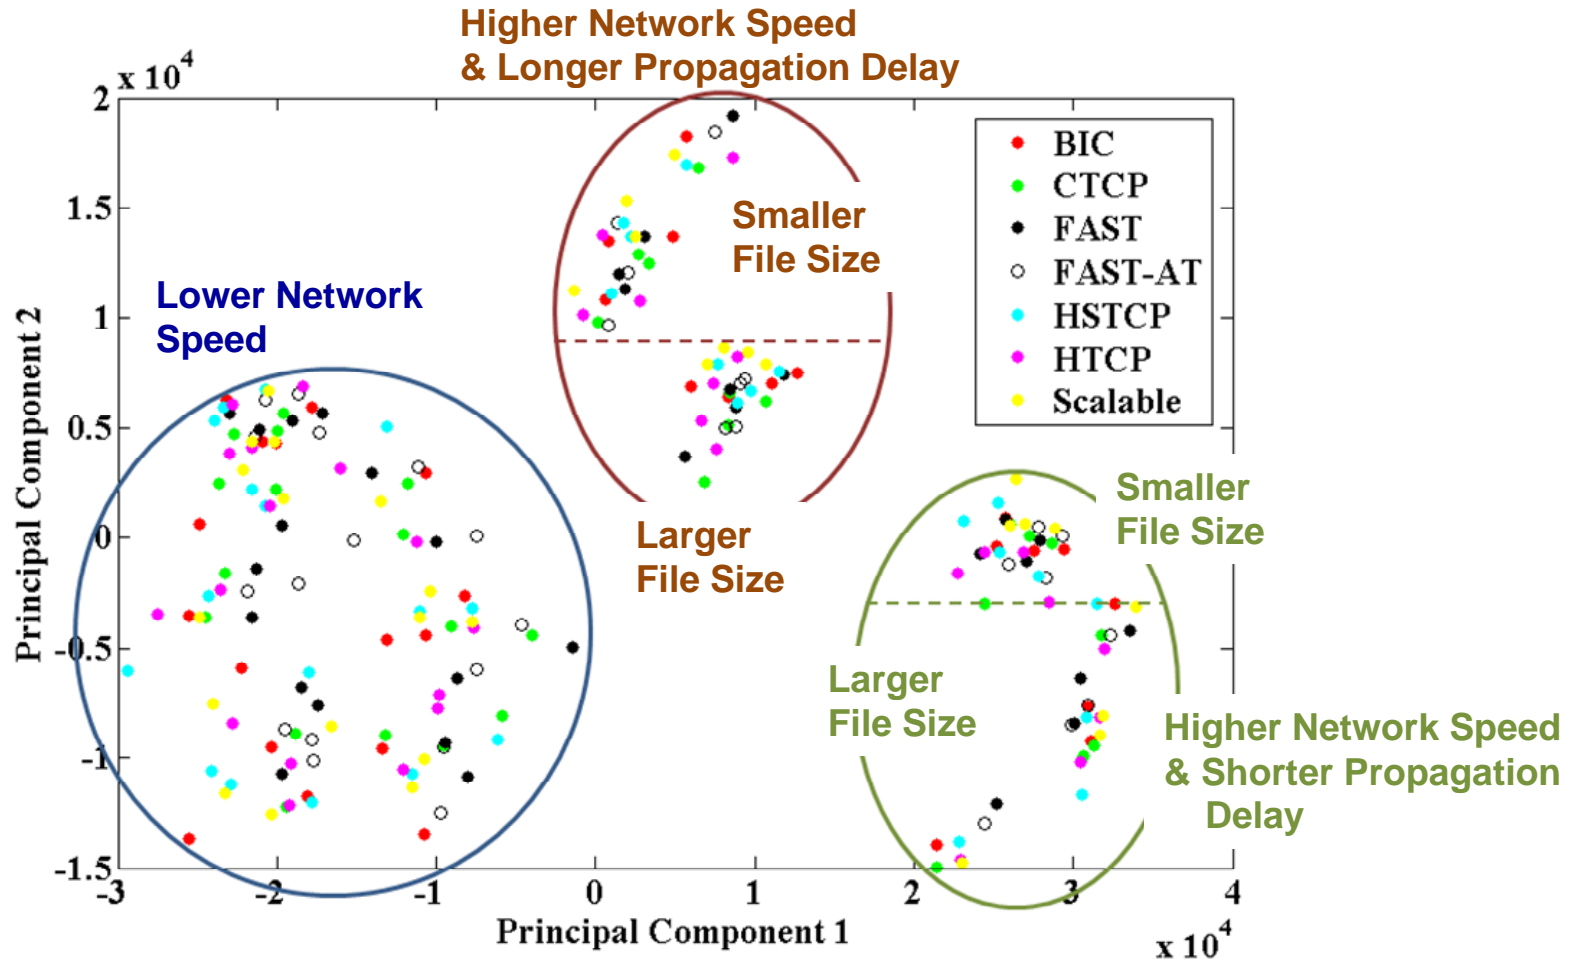 Higher Network Speed
& Longer Propagation Delay
x 10^4
2
1.5
1
0.5
0
-0.5
-1
-1.5
Principal Component 2
Lower Network
Speed
Smaller
File Size
Larger
File Size
BIC
CTCP
FAST
FAST-AT
HSTCP
HTCP
Scalable
Smaller
File Size
Larger
File Size
Higher Network Speed
& Shorter Propagation
Delay
-3 -2 -1 0 1 2 3 4
Principal Component 1
x 10^4